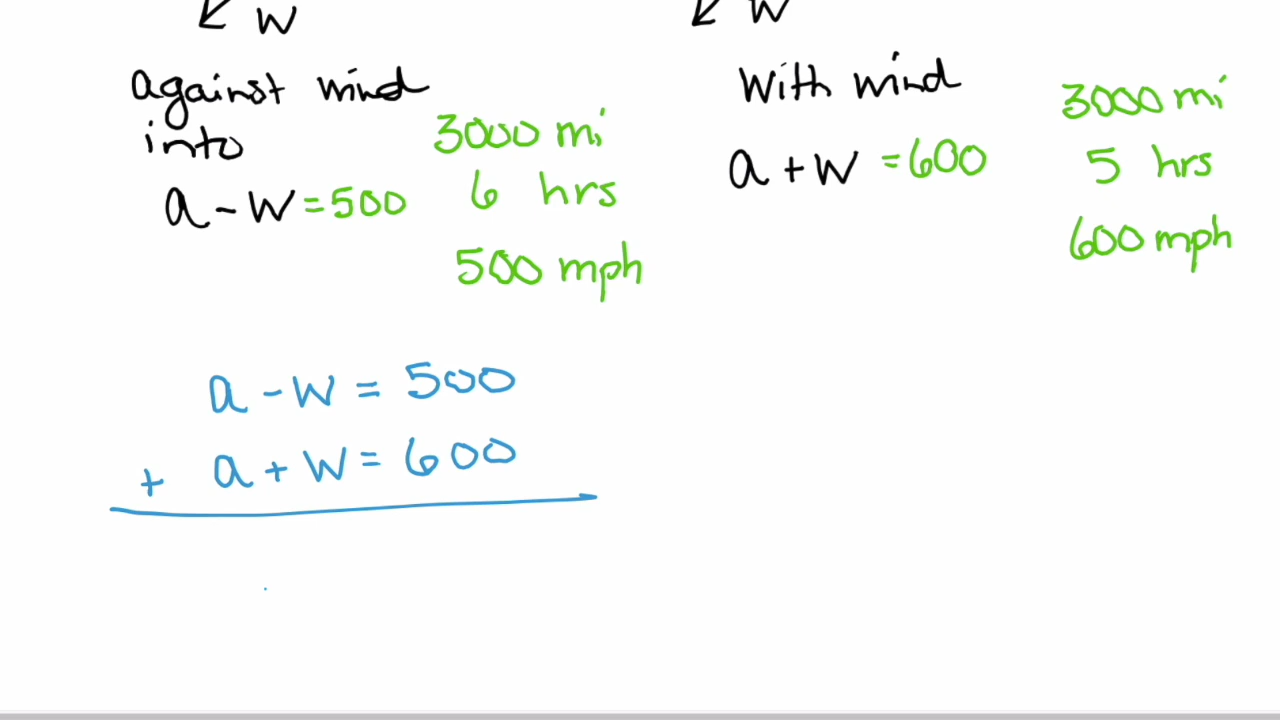 w
against wind
into
a - w = 500
3000 mi
6 hrs
500 mph
w
With wind
a + w = 600
3000 mi
5 hrs
600 mph
a - w = 500
+ a + w = 600